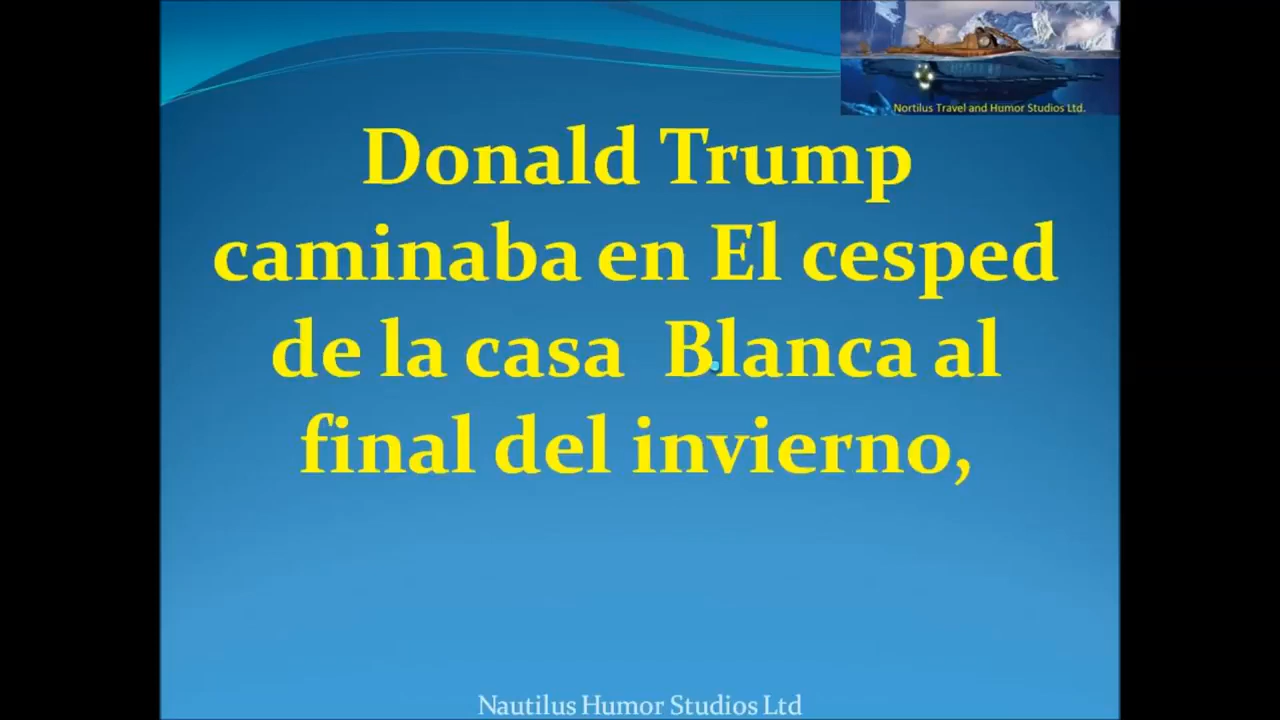 Nortilus Travel and Humor Studios Ltd.
Donald Trump
caminaba en El cesped
de la casa Blanca al
final del invierno,
Nautilus Humor Studios Ltd